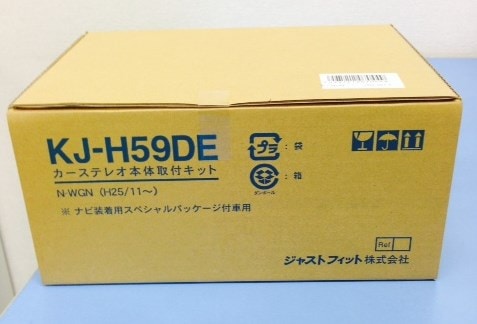 KJ-H59DE
カーステレオ本体取付キット
N-WGN (H25/11～)
※ ナビ装着用スペシャルパッケージ付車用
プラ : 袋
ダンボール : 箱
Ref
ジャストフィット株式会社